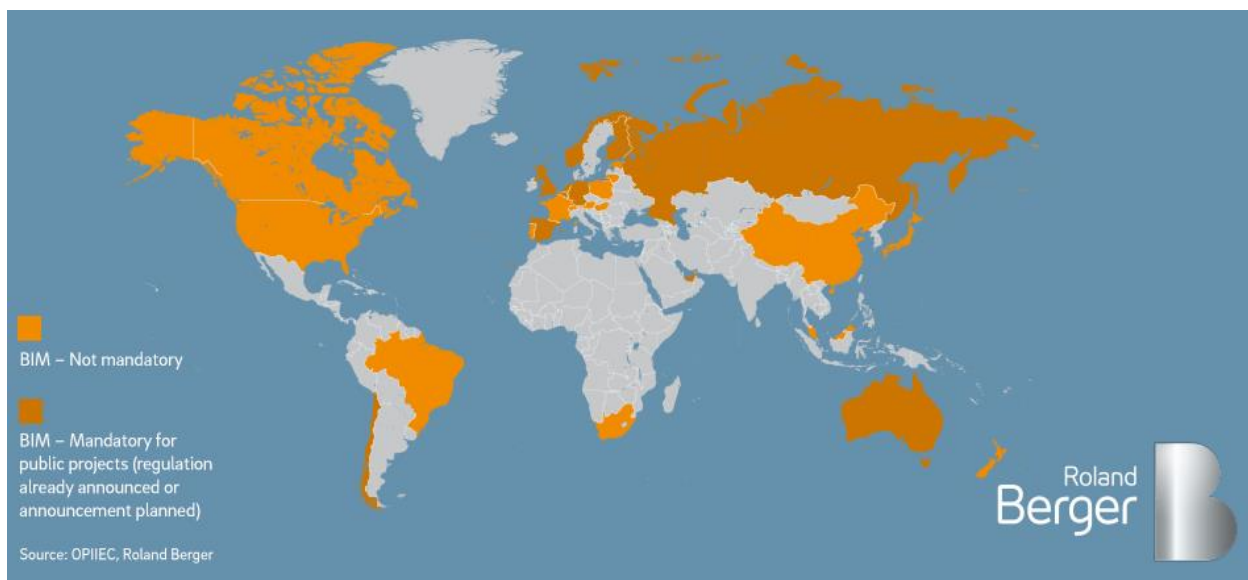 BIM – Not mandatory
BIM – Mandatory for
public projects (regulation
already announced or
announcement planned)
Source: OPIIEC, Roland Berger
Roland
Berger
B